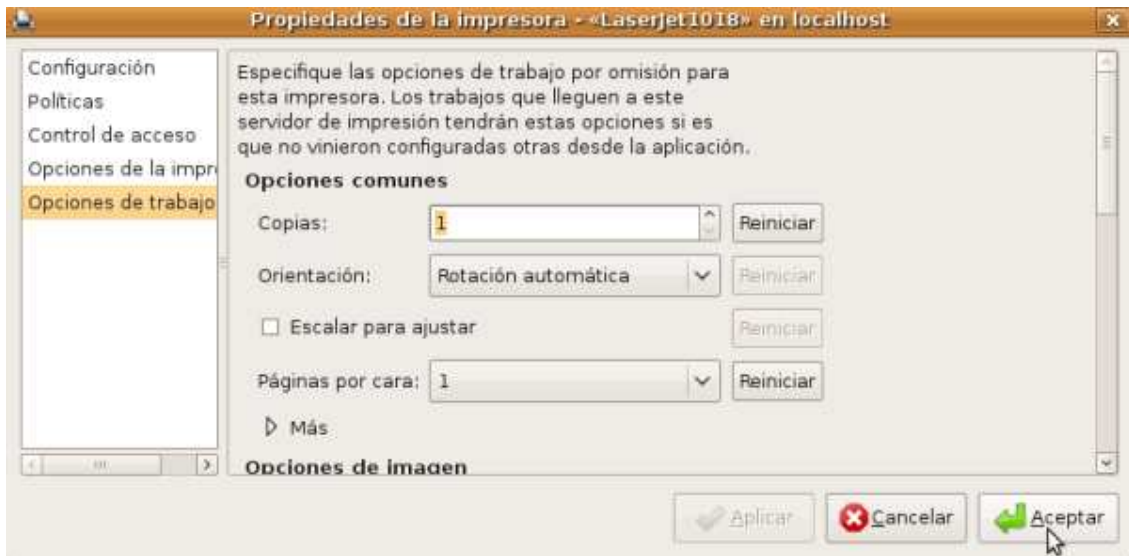 Propiedades de la impresora - «Laserjet1018» en localhost
Configuración
Políticas
Control de acceso
Opciones de la impr
Opciones de trabajo
Especifique las opciones de trabajo por omisión para
esta impresora. Los trabajos que lleguen a este
servidor de impresión tendrán estas opciones si es
que no vinieron configuradas otras desde la aplicación.
Opciones comunes
Copias: 1 Reiniciar
Orientación: Rotación automática Reiniciar
Escalar para ajustar Reiniciar
Páginas por cara: 1 Reiniciar
Más
Opciones de imagen
Aplicar Cancelar Aceptar